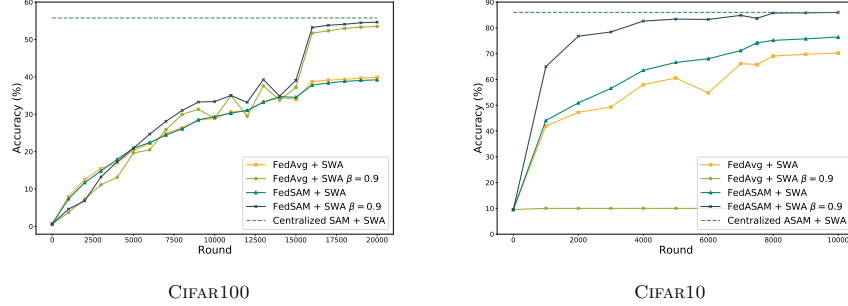 60
50
40
30
20
10
0
Accuracy (%)
0 2500 5000 7500 10000 12500 15000 17500 20000
Round
FedAvg + SWA
FedAvg + SWA β = 0.9
FedSAM + SWA
FedSAM + SWA β = 0.9
Centralized SAM + SWA
CIFAR100
90
80
70
60
50
40
30
20
10
0
Accuracy (%)
0 2000 4000 6000 8000 10000
Round
FedAvg + SWA
FedAvg + SWA β = 0.9
FedASAM + SWA
FedASAM + SWA β = 0.9
Centralized ASAM + SWA
CIFAR10